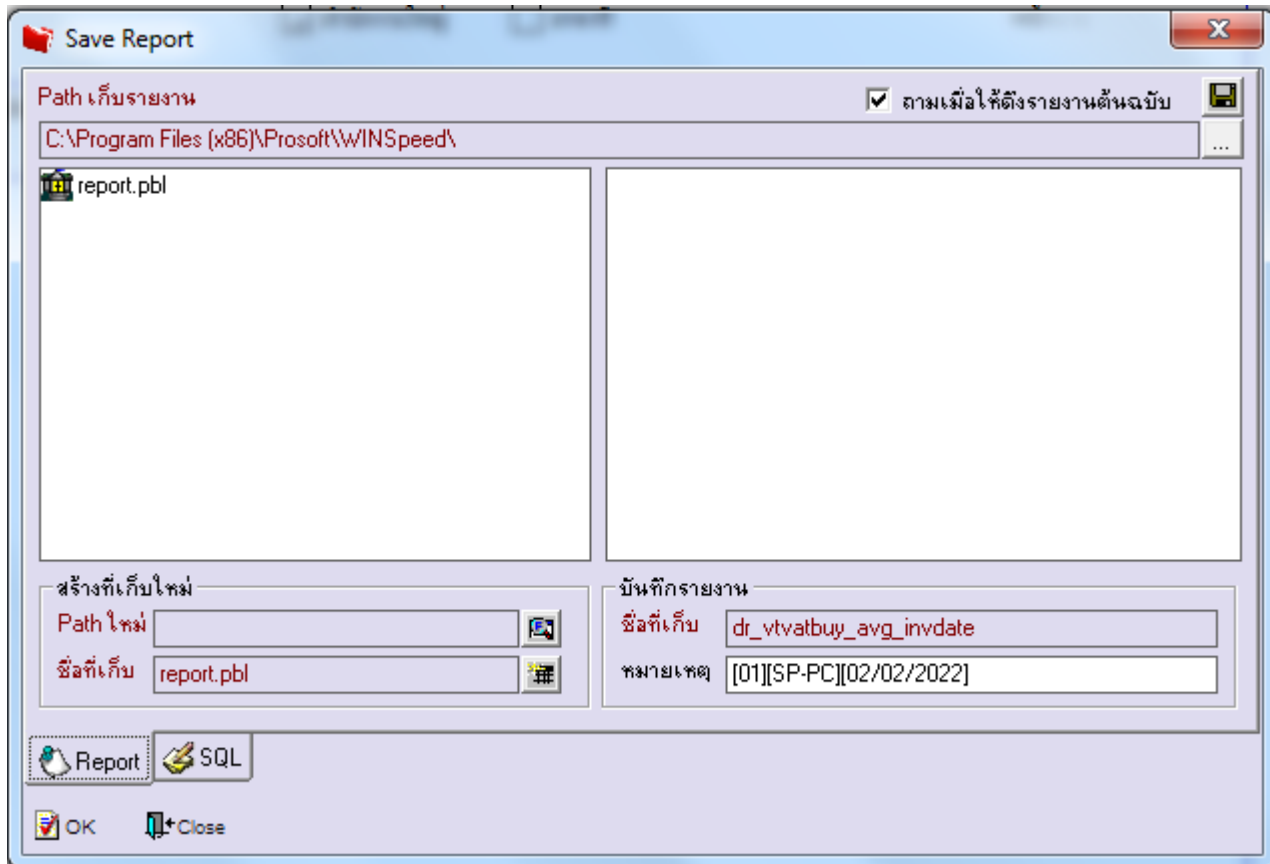 Save Report
Path เก็บรายงาน
ถามเมื่อให้ดึงรายงานต้นฉบับ
C:\Program Files (x86)\Prosoft\WINSpeed\
...
report.pbl
สร้างที่เก็บใหม่
Path ใหม่
ชื่อที่เก็บ report.pbl
บันทึกรายงาน
ชื่อที่เก็บ dr_vtvatbuy_avg_invdate
หมายเหตุ [01][SP-PC][02/02/2022]
Report SQL
OK Close